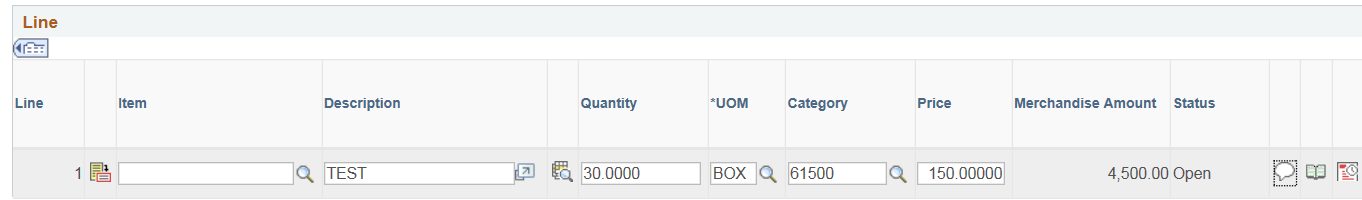 Line
Line Item Description Quantity *UOM Category Price Merchandise Amount Status
1 TEST 30.0000 BOX 61500 150.00000 4,500.00 Open